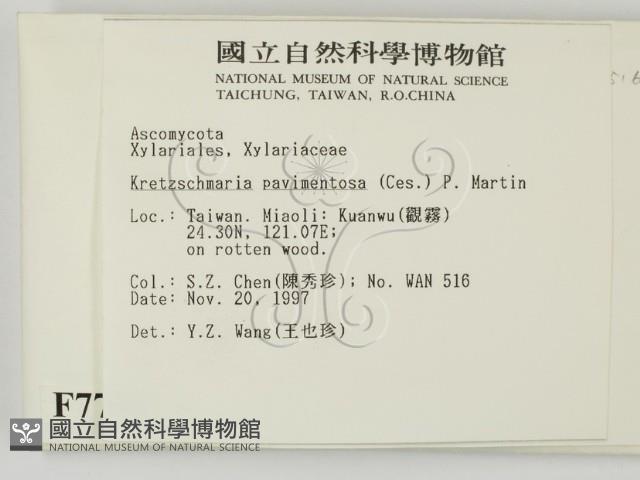 國立自然科學博物館
NATIONAL MUSEUM OF NATURAL SCIENCE
TAICHUNG, TAIWAN, R.O.CHINA
516
Ascomycota
Xylariales, Xylariaceae
Kretzschmaria pavimentosa (Ces.) P. Martin
Loc.: Taiwan. Miaoli: Kuanwu(觀霧)
24.30N, 121.07E;
on rotten wood.
Col.: S.Z. Chen(陳秀珍); No. WAN 516
Date: Nov. 20, 1997
Det.: Y.Z. Wang(王也珍)
F77
國立自然科學博物館
NATIONAL MUSEUM OF NATURAL SCIENCE